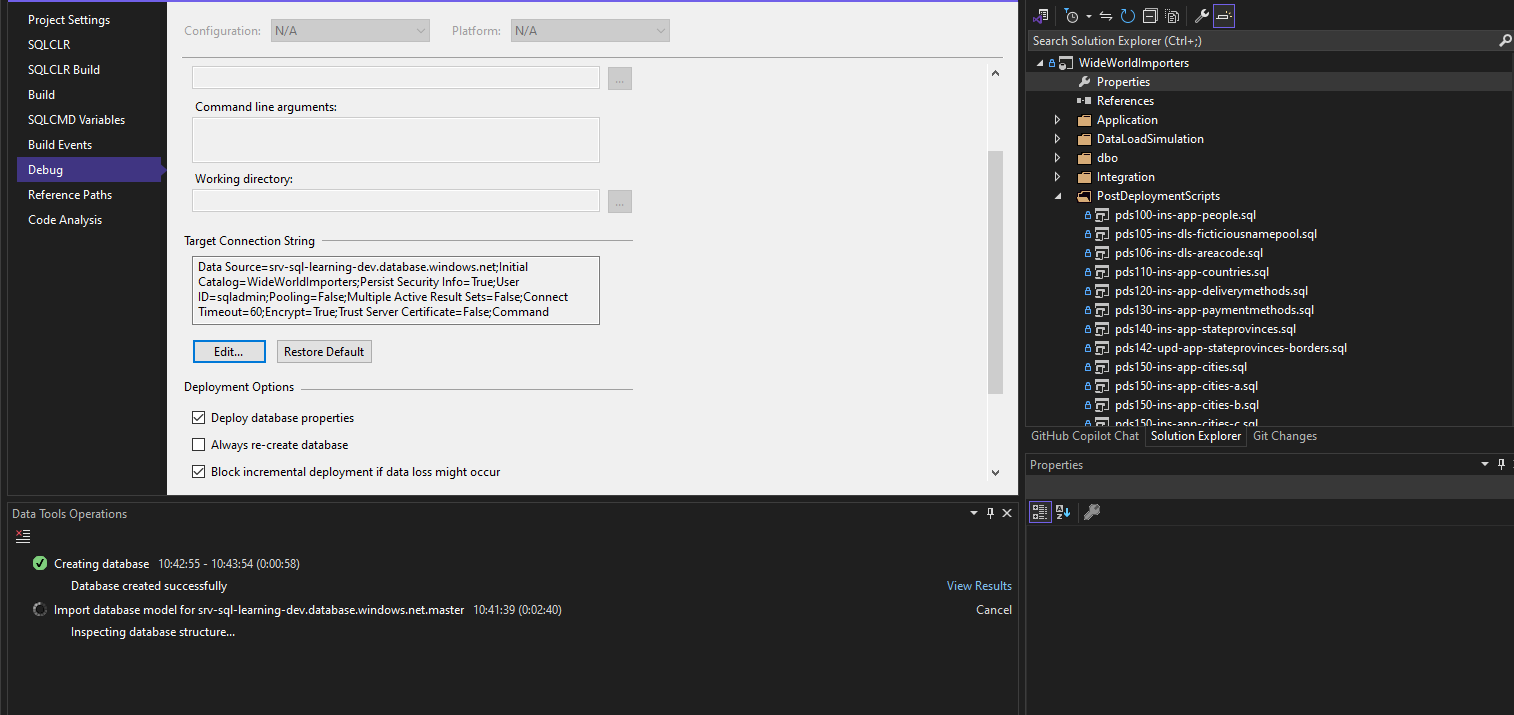 Project Settings
SQLCLR
SQLCLR Build
Build
SQLCMD Variables
Build Events
Debug
Reference Paths
Code Analysis
Configuration: N/A Platform: N/A
...
Command line arguments:
Working directory:
...
Target Connection String
Data Source=srv-sql-learning-dev.database.windows.net;Initial
Catalog=WideWorldImporters;Persist Security Info=True;User
ID=sqladmin;Pooling=False;Multiple Active Result Sets=False;Connect
Timeout=60;Encrypt=True;Trust Server Certificate=False;Command
Edit... Restore Default
Deployment Options
Deploy database properties
Always re-create database
Block incremental deployment if data loss might occur
Data Tools Operations
Creating database 10:42:55 - 10:43:54 (0:00:58)
Database created successfully View Results
Import database model for srv-sql-learning-dev.database.windows.net.master 10:41:39 (0:02:40) Cancel
Inspecting database structure...
Search Solution Explorer (Ctrl+;)
WideWorldImporters
Properties
References
Application
DataLoadSimulation
dbo
Integration
PostDeploymentScripts
pds100-ins-app-people.sql
pds105-ins-dls-ficticiousnamepool.sql
pds106-ins-dls-areacode.sql
pds110-ins-app-countries.sql
pds120-ins-app-deliverymethods.sql
pds130-ins-app-paymentmethods.sql
pds140-ins-app-stateprovinces.sql
pds142-upd-app-stateprovinces-borders.sql
pds150-ins-app-cities.sql
pds150-ins-app-cities-a.sql
pds150-ins-app-cities-b.sql
pds150-ins-app-cities-c.sql
GitHub Copilot Chat Solution Explorer Git Changes
Properties